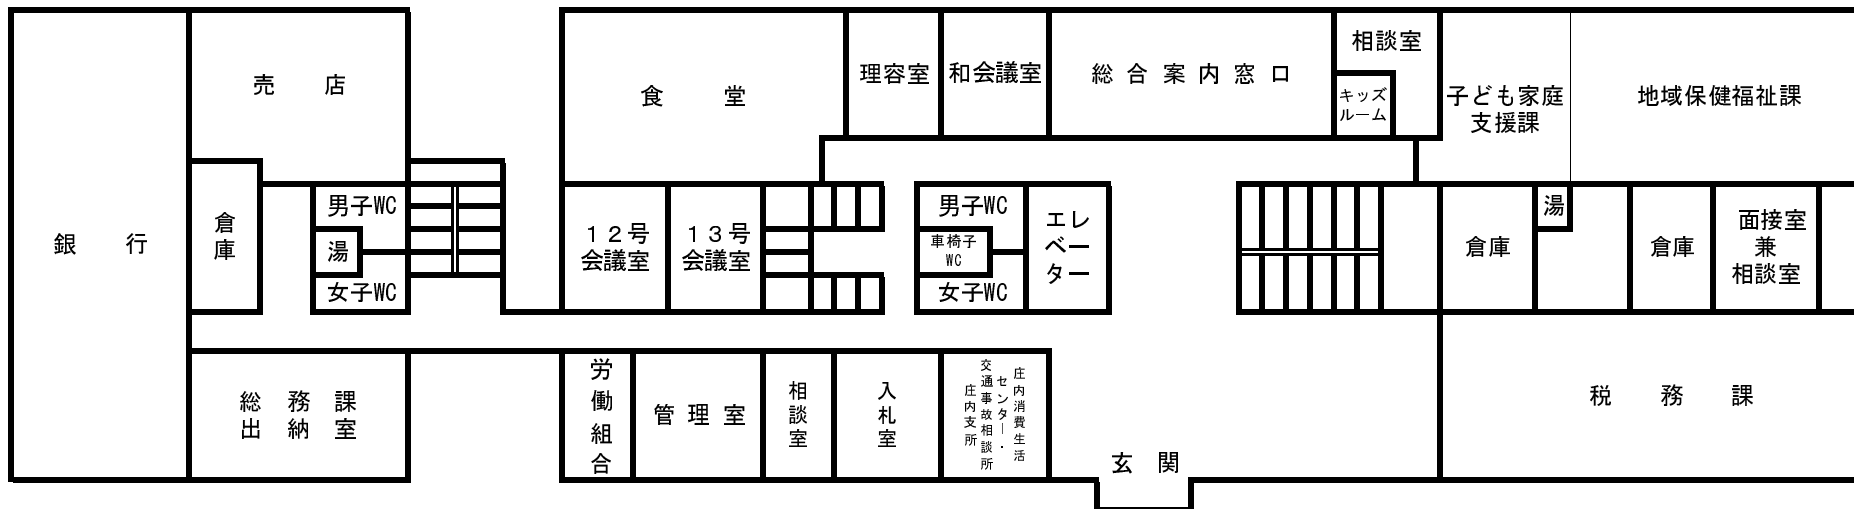 銀行
売店
倉庫
男子WC
湯
女子WC
総務課
出納室
食堂
理容室
和会議室
総合案内窓口
相談室
キッズ
ルーム
子ども家庭
支援課
地域保健福祉課
１２号
会議室
１３号
会議室
男子WC
車椅子
WC
女子WC
エレ
ベー
ター
倉庫
湯
倉庫
面接室
兼
相談室
労働組合
管理室
相談室
入札室
庄内消費生活
センター・
交通事故相談所
庄内支所
玄関
税務課